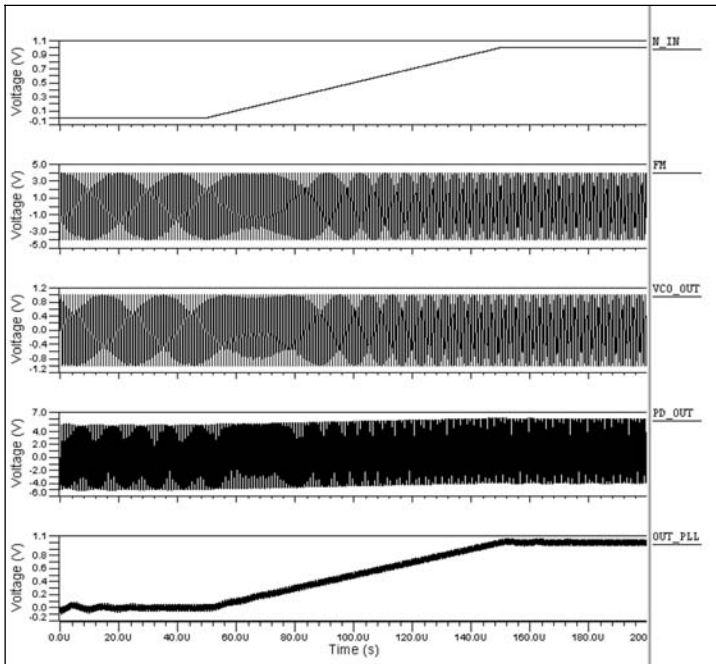 N_IN
Voltage (V)
1.1
0.9
0.7
0.5
0.3
0.1
-0.1
FM
Voltage (V)
5.0
3.0
1.0
-1.0
-3.0
-5.0
VCO_OUT
Voltage (V)
1.2
0.8
0.4
0.0
-0.4
-0.8
-1.2
PD_OUT
Voltage (V)
7.0
4.0
2.0
0.0
-2.0
-4.0
-6.0
OUT_PLL
Voltage (V)
1.1
0.8
0.6
0.4
0.2
0.0
-0.2
0.0U 20.0U 40.0U 60.0U 80.0U 100.0U 120.0U 140.0U 160.0U 180.0U 200
Time (s)